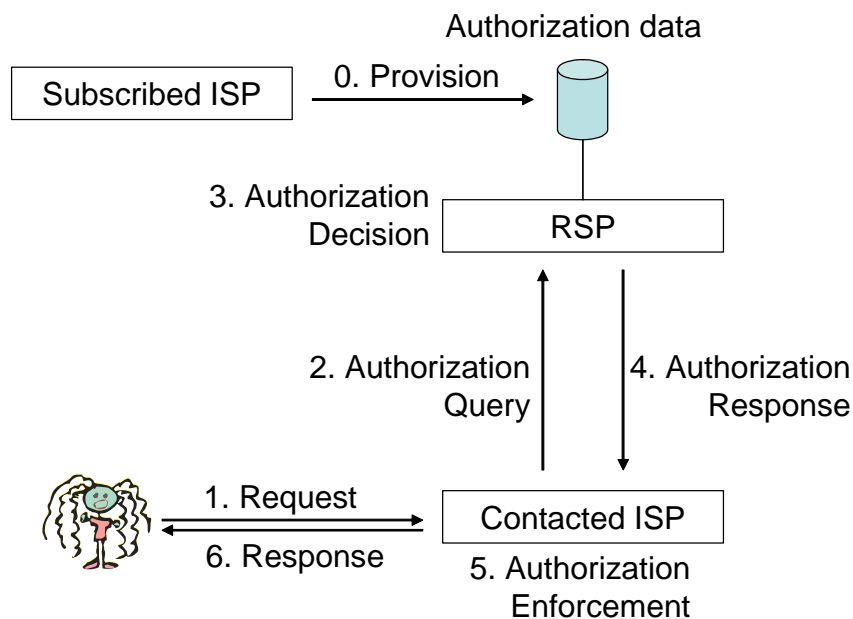 Authorization data
Subscribed ISP
0. Provision
3. Authorization
Decision
RSP
2. Authorization
Query
4. Authorization
Response
1. Request
6. Response
Contacted ISP
5. Authorization
Enforcement